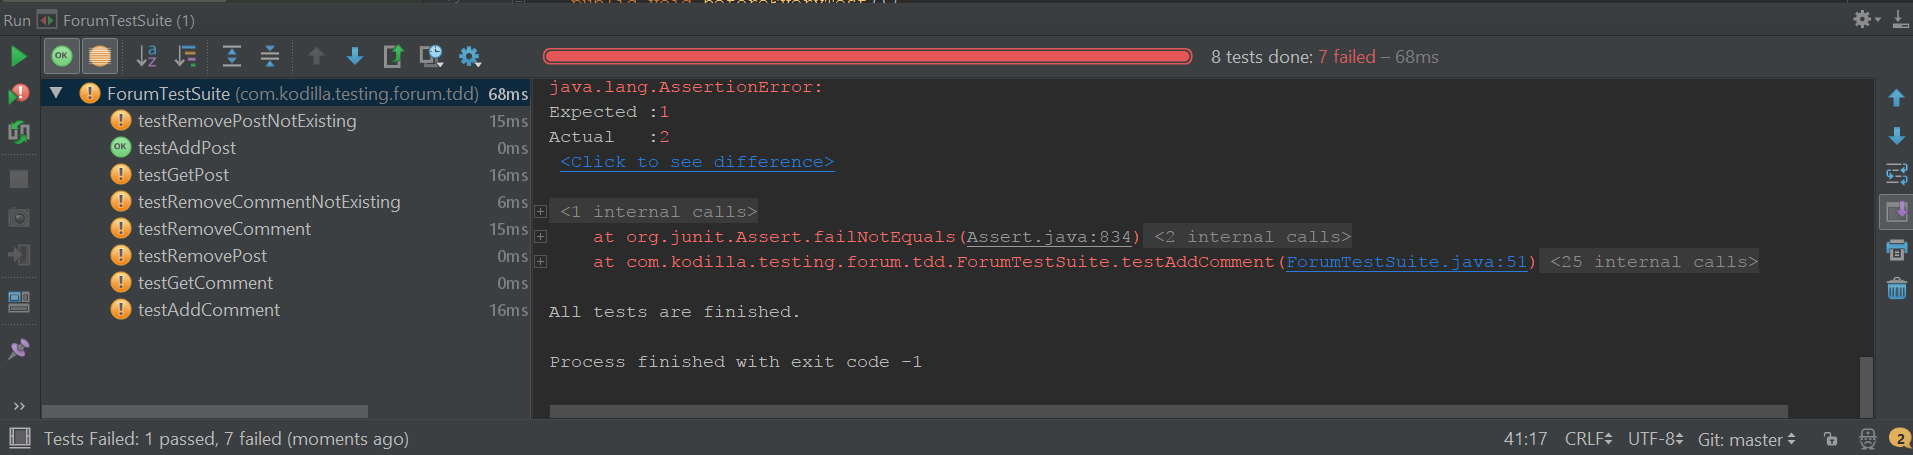 Run ForumTestSuite (1)
8 tests done: 7 failed – 68ms
ForumTestSuite (com.kodilla.testing.forum.tdd) 68ms
testRemovePostNotExisting 15ms
testAddPost 0ms
testGetPost 16ms
testRemoveCommentNotExisting 6ms
testRemoveComment 15ms
testRemovePost 0ms
testGetComment 0ms
testAddComment 16ms
java.lang.AssertionError:
Expected :1
Actual   :2
<Click to see difference>
<1 internal calls>
at org.junit.Assert.failNotEquals(Assert.java:834) <2 internal calls>
at com.kodilla.testing.forum.tdd.ForumTestSuite.testAddComment(ForumTestSuite.java:51) <25 internal calls>
All tests are finished.
Process finished with exit code -1
Tests Failed: 1 passed, 7 failed (moments ago)
41:17 CRLF UTF-8 Git: master 2